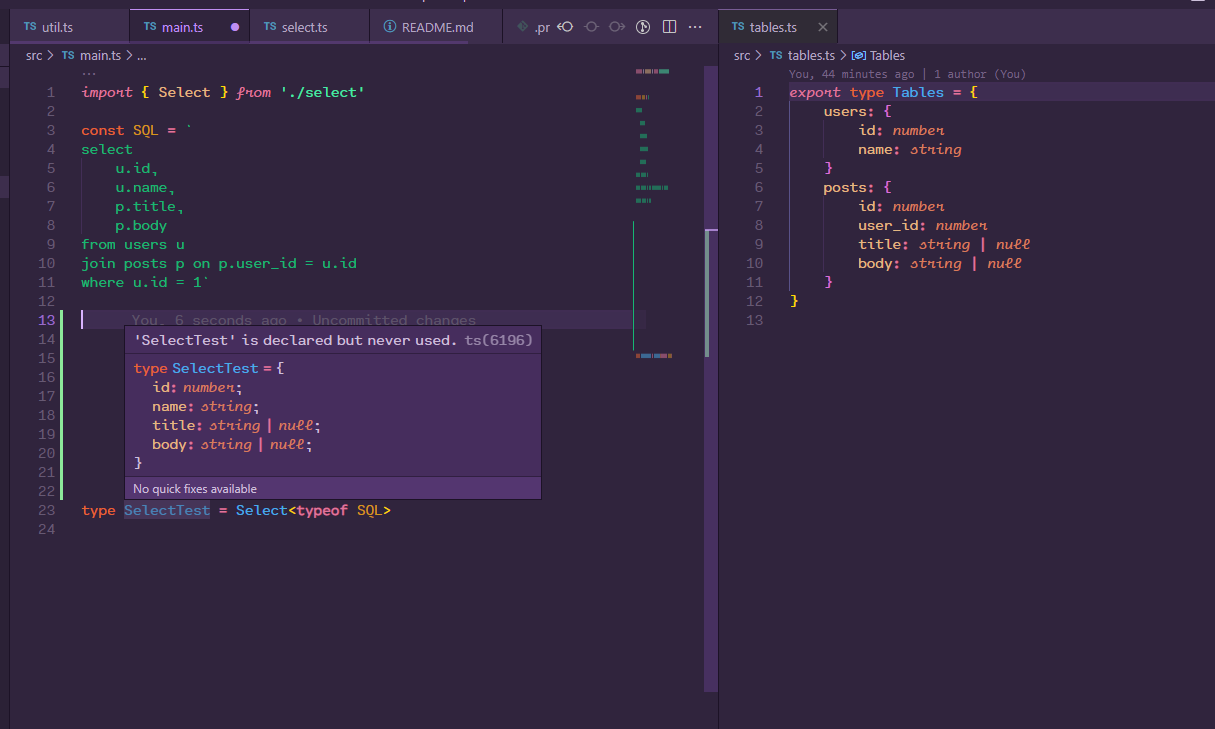 TS util.ts
TS main.ts
TS select.ts
README.md
.pr
TS tables.ts
src > TS main.ts > ...
1 import { Select } from './select'
2
3 const SQL = `
4 select
5 u.id,
6 u.name,
7 p.title,
8 p.body
9 from users u
10 join posts p on p.user_id = u.id
11 where u.id = 1`
12
13 You, 6 seconds ago • Uncommitted changes
14
15
16
17
18
19
20
21
22
'SelectTest' is declared but never used. ts(6196)
type SelectTest = {
id: number;
name: string;
title: string | null;
body: string | null;
}
No quick fixes available
23 type SelectTest = Select<typeof SQL>
24
src > TS tables.ts > Tables
You, 44 minutes ago | 1 author (You)
1 export type Tables = {
2 users: {
3 id: number
4 name: string
5 }
6 posts: {
7 id: number
8 user_id: number
9 title: string | null
10 body: string | null
11 }
12 }
13